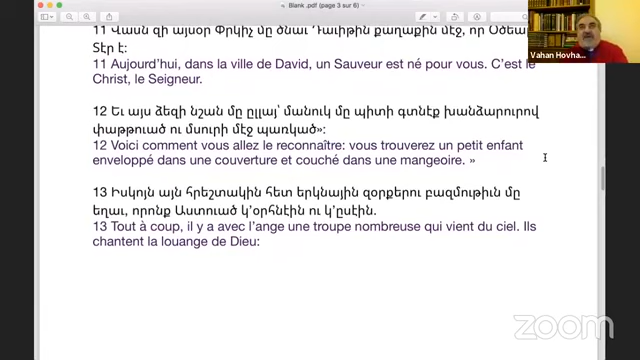 Blank .pdf (page 3 sur 6)
11 Վասն զի այսօր Փրկիչ մը ծնաւ Դաւիթին քաղաքին մէջ, որ Օծեալ
Տէր է:
11 Aujourd’hui, dans la ville de David, un Sauveur est né pour vous. C’est le
Christ, le Seigneur.
12 Եւ այս ձեզի նշան մը ըլլայ՝ մանուկ մը պիտի գտնէք խանձարուրով
փաթթուած ու մսուրի մէջ պառկած»:
12 Voici comment vous allez le reconnaître: vous trouverez un petit enfant
enveloppé dans une couverture et couché dans une mangeoire. »
13 Իսկոյն այն հրեշտակին հետ երկնային զօրքերու բազմութիւն մը
եղաւ, որոնք Աստուած կ’օրհնէին ու կ’ըսէին.
13 Tout à coup, il y a avec l’ange une troupe nombreuse qui vient du ciel. Ils
chantent la louange de Dieu:
Vahan Hovha...
zoom